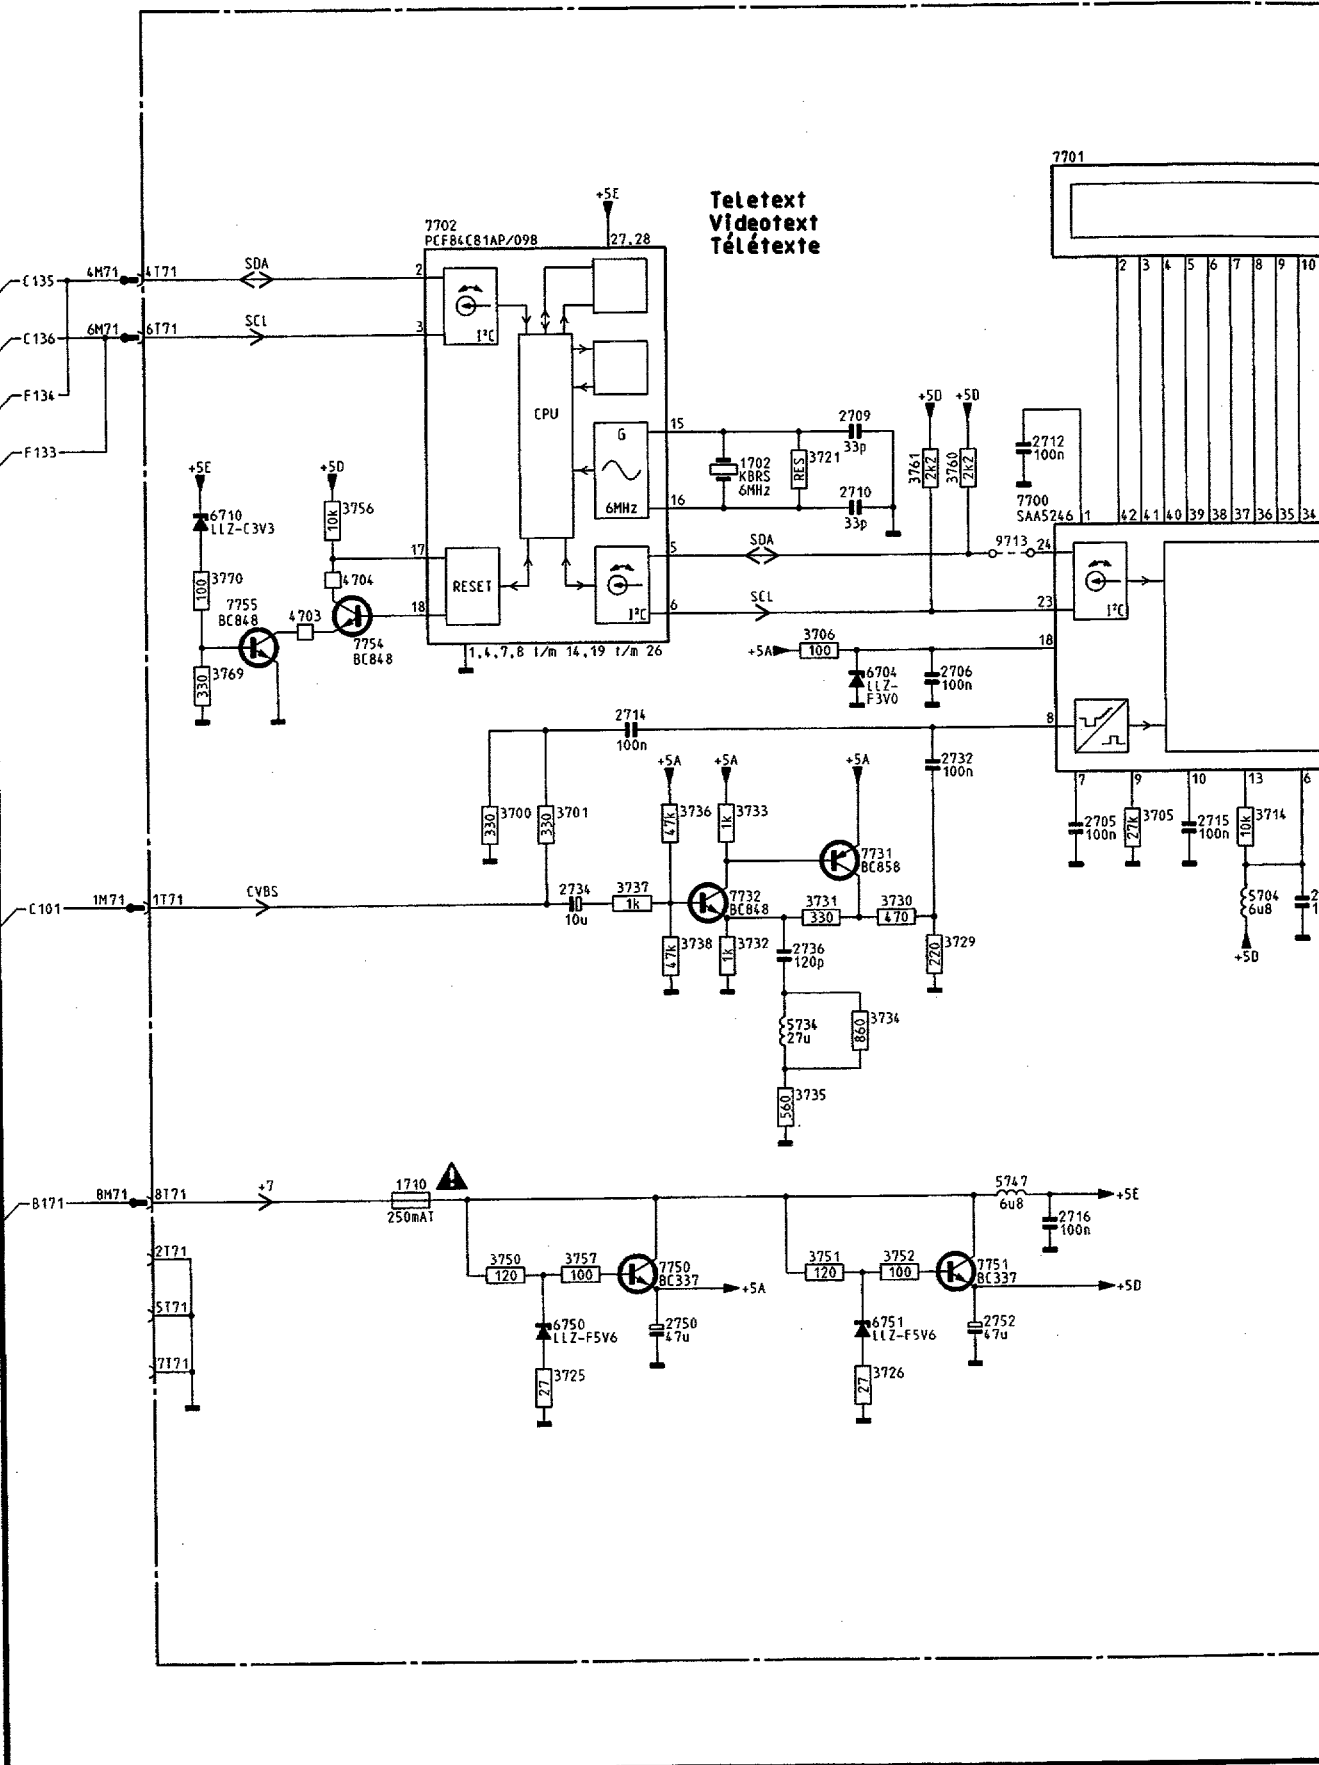 7701
+5E
Teletext
Videotext
Télétexte
7702
PCF84C81AP/098
27,28
2 3 4 5 6 7 8 9 10
C135 4M71 4T71 SDA 2
C136 6M71 6T71 SCL 3
I²C
F134
F133
CPU
+5D +5D
2709
33p
2712
100n
15
G
1702
KBRS
6MHz
3721
RES
3761
2k2
3760
2k2
+5E +5D
6710
LLZ-C3V3
3756
10k
16
6MHz
2710
33p
7700
SAA5246
1 42 41 40 39 38 37 36 35 34
17
RESET
5 SDA 9713 24
3770
100
4704
7755
BC848
4703
18
7754
BC848
I²C
6 SCL 23
I²C
3769
330
1,4,7,8 t/m 14,19 t/m 26
+5A 3706
100
18
6704
LLZ-
F3V0
2706
100n
2714
100n
8
+5A +5A +5A
2732
100n
7 9 10 13 6
3700
330
3701
330
3736
47k
3733
1k
2705
100n
3705
27k
2715
100n
3714
10k
7731
BC858
C101 1M71 1T71 CVBS
2734
10u
3737
1k
7732
BC848
3731
330
3730
470
5704
6u8
3738
47k
3732
1k
2736
120p
3729
220
+5D
5734
27u
3734
860
3735
560
B171 8M71 8T71 +7
1710
250mAT
5747
6u8
+5E
2716
100n
2T71
3750
120
3757
100
7750
BC337
+5A
3751
120
3752
100
7751
BC337
+5D
5T71
6750
LLZ-F5V6
2750
47u
6751
LLZ-F5V6
2752
47u
7T71
3725
27
3726
27